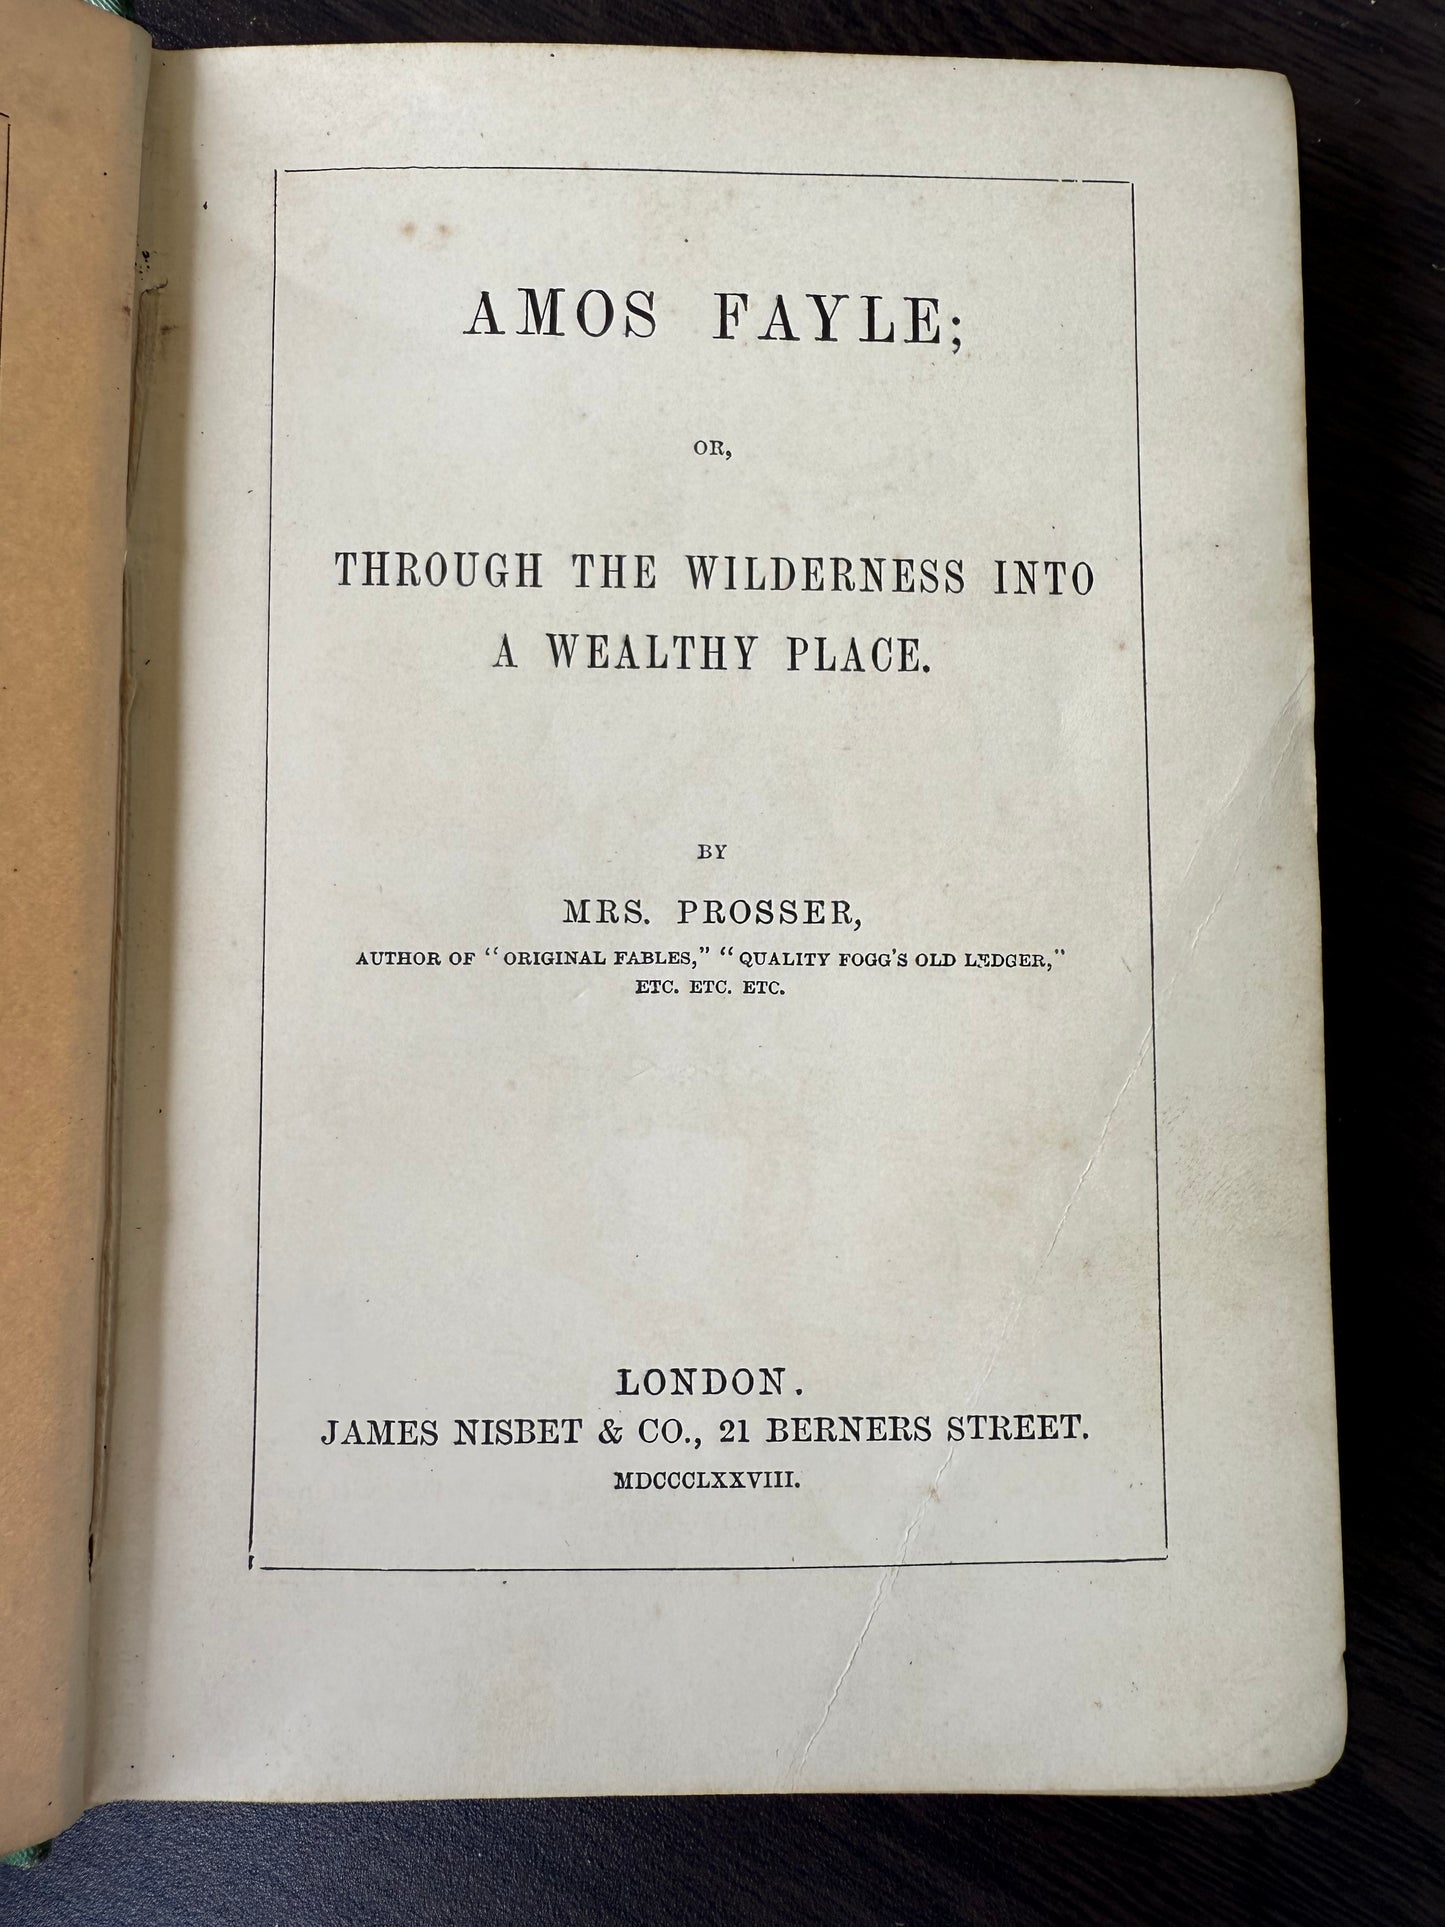 AMOS FAYLE;
OR,
THROUGH THE WILDERNESS INTO
A WEALTHY PLACE.
BY
MRS. PROSSER,
AUTHOR OF "ORIGINAL FABLES," "QUALITY FOGG'S OLD LEDGER,"
ETC. ETC. ETC.
LONDON.
JAMES NISBET & CO., 21 BERNERS STREET.
MDCCCLXXVIII.